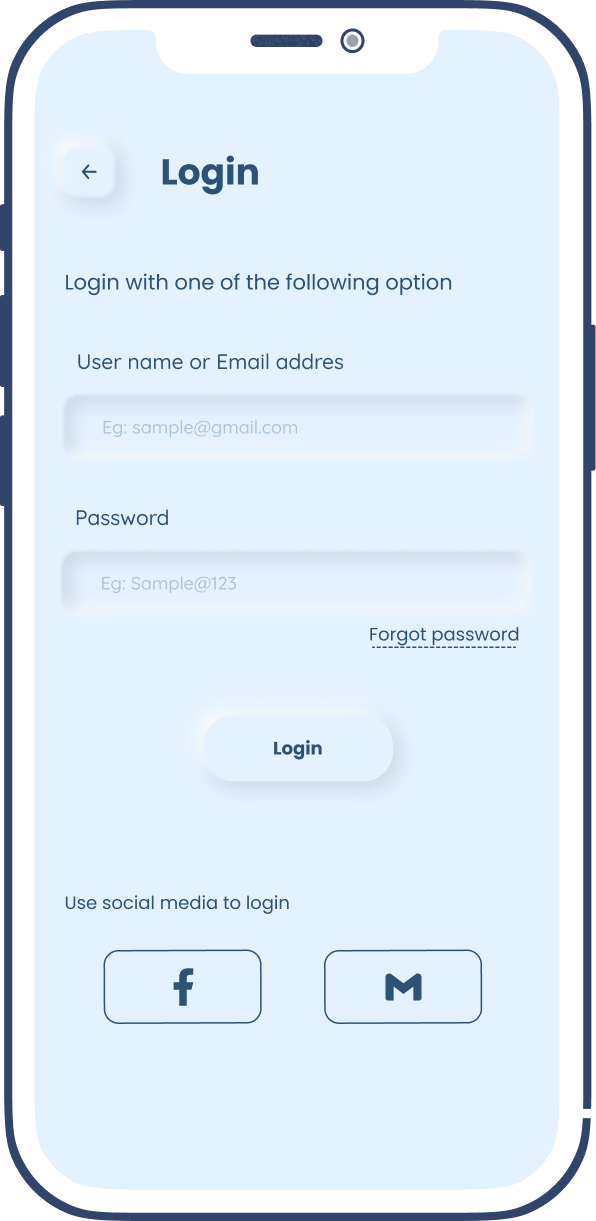 Login
Login with one of the following option
User name or Email addres
Eg: sample@gmail.com
Password
Eg: Sample@123
Forgot password
Login
Use social media to login